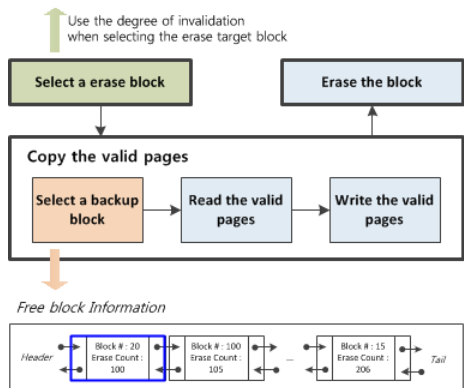 Use the degree of invalidation
when selecting the erase target block
Select a erase block
Erase the block
Copy the valid pages
Select a backup
block
Read the valid
pages
Write the valid
pages
Free block Information
Header
Block # : 20
Erase Count :
100
Block # : 100
Erase Count :
105
...
Block # : 15
Erase Count :
206
Tail